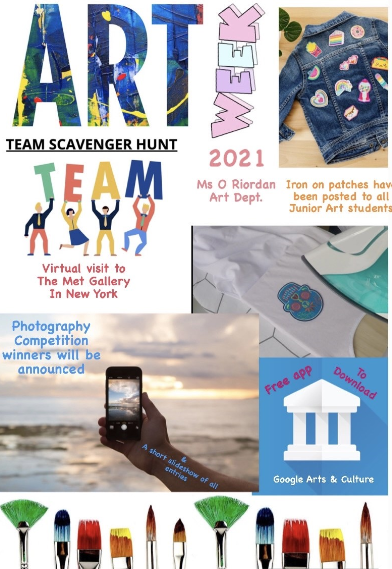 ART
WEEK
2021
Ms O Riordan
Art Dept.
TEAM SCAVENGER HUNT
TEAM
Virtual visit to
The Met Gallery
In New York
Iron on patches have
been posted to all
Junior Art students
Photography
Competition
winners will be
announced
&
A short slideshow of all
entries
Free app
To
Download
Google Arts & Culture